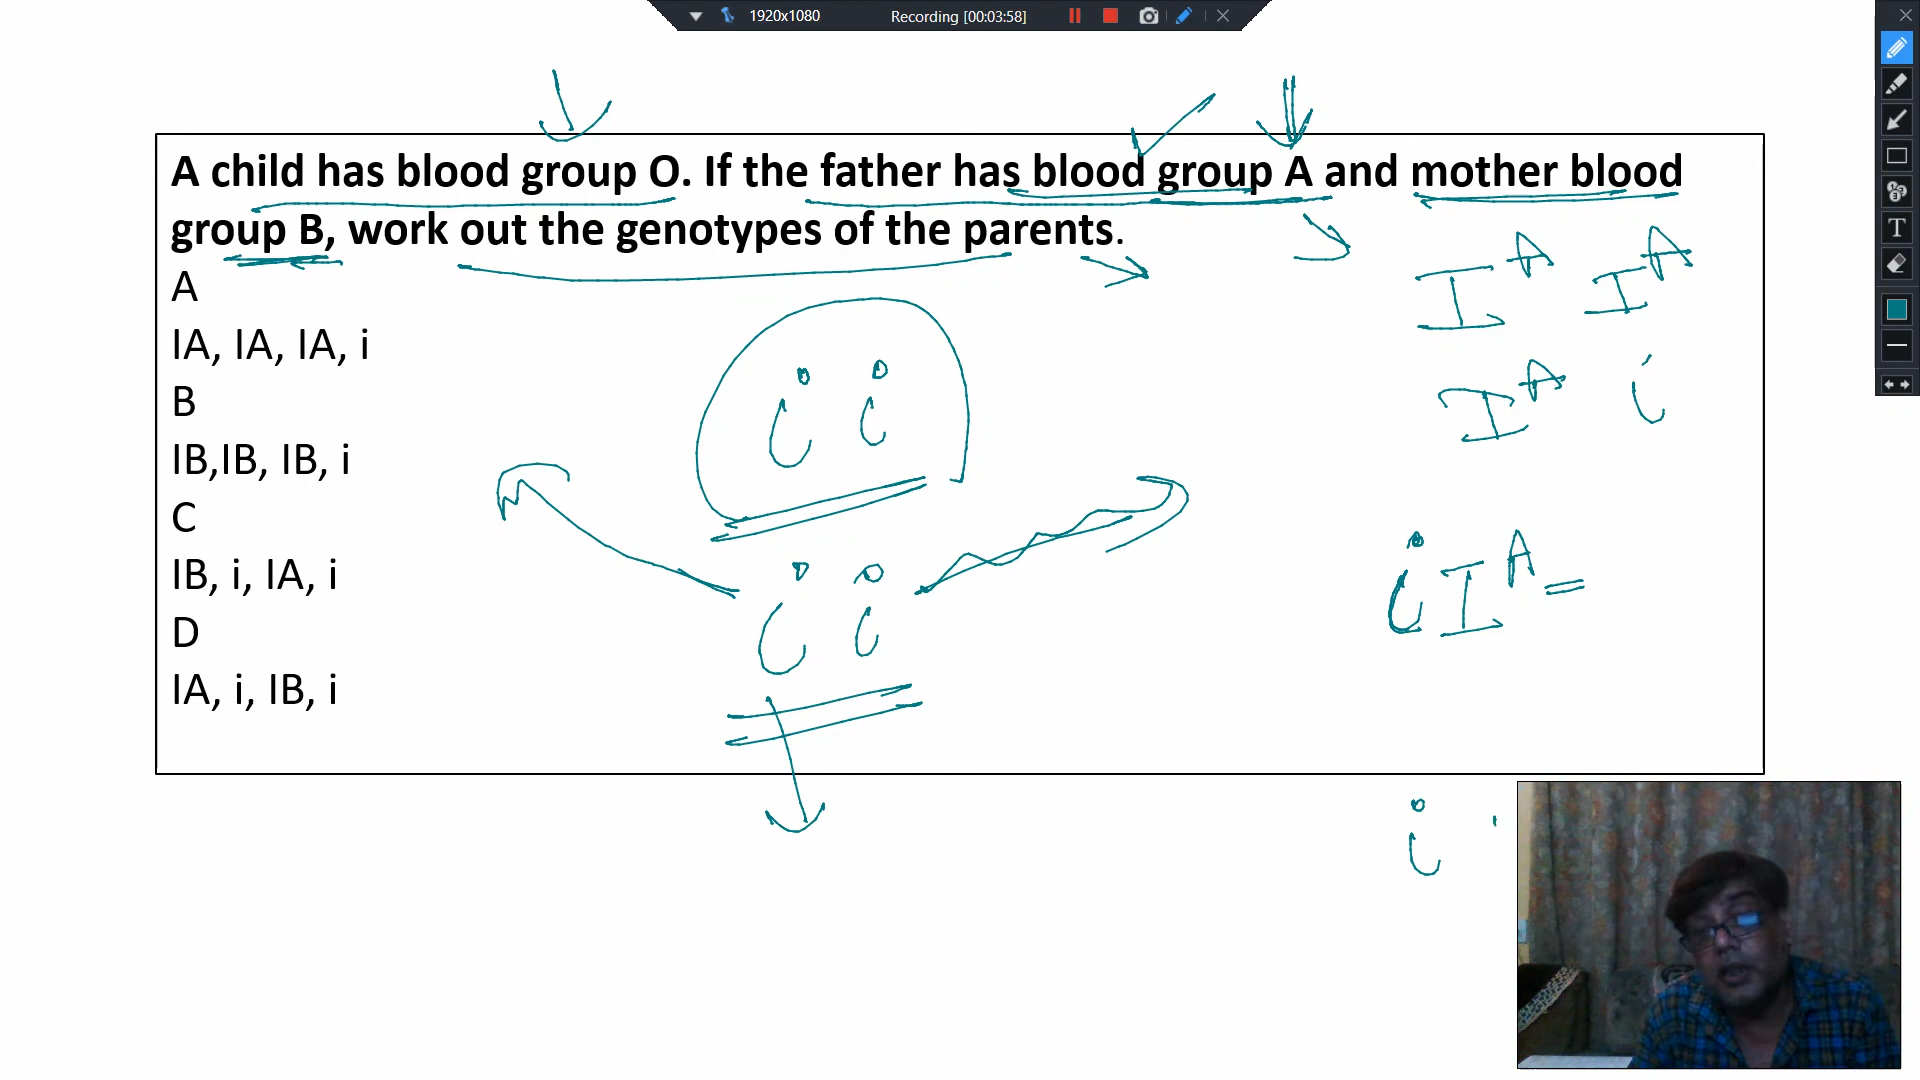 1920x1080 Recording [00:03:58]
A child has blood group O. If the father has blood group A and mother blood
group B, work out the genotypes of the parents.
A
IA, IA, IA, i
B
IB,IB, IB, i
C
IB, i, IA, i
D
IA, i, IB, i
I^A I^A
I^A i
i i
i i
i I^A =
i
T